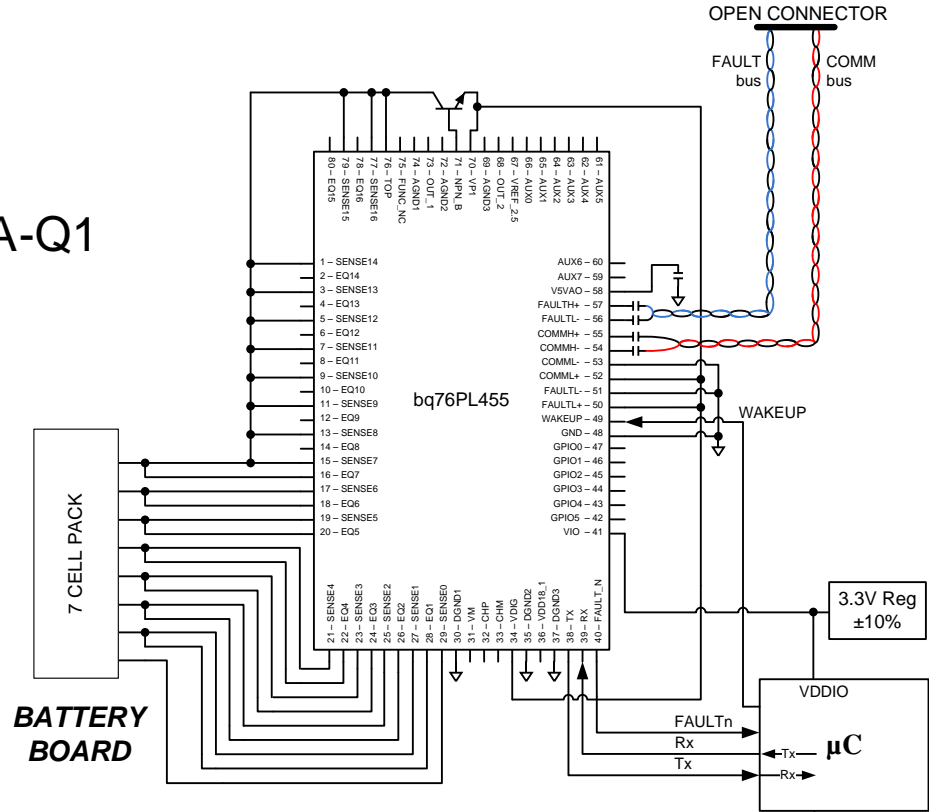 OPEN CONNECTOR
FAULT
bus
COMM
bus
A-Q1
80 – EQ15
79 – SENSE15
78 – EQ16
77 – SENSE16
76 – TOP
75 – FUNC_NC
74 – AGND1
73 – OUT_1
72 – AGND2
71 – NPN_B
70 – VP1
69 – AGND3
68 – OUT_2
67 – VREF_2.5
66 – AUX0
65 – AUX1
64 – AUX2
63 – AUX3
62 – AUX4
61 – AUX5
1 – SENSE14
2 – EQ14
3 – SENSE13
4 – EQ13
5 – SENSE12
6 – EQ12
7 – SENSE11
8 – EQ11
9 – SENSE10
10 – EQ10
11 – SENSE9
12 – EQ9
13 – SENSE8
14 – EQ8
15 – SENSE7
16 – EQ7
17 – SENSE6
18 – EQ6
19 – SENSE5
20 – EQ5
bq76PL455
AUX6 – 60
AUX7 – 59
V5VAO – 58
FAULTH+ – 57
FAULTL- – 56
COMMH+ – 55
COMMH- – 54
COMML- – 53
COMML+ – 52
FAULTL- – 51
FAULTL+ – 50
WAKEUP – 49
GND – 48
GPIO0 – 47
GPIO1 – 46
GPIO2 – 45
GPIO3 – 44
GPIO4 – 43
GPIO5 – 42
VIO – 41
WAKEUP
21 – SENSE4
22 – EQ4
23 – SENSE3
24 – EQ3
25 – SENSE2
26 – EQ2
27 – SENSE1
28 – EQ1
29 – SENSE0
30 – DGND1
31 – VM
32 – CHP
33 – CHM
34 – VDIG
35 – DGND2
36 – VDD18_1
37 – DGND3
38 – TX
39 – RX
40 – FAULT_N
7 CELL PACK
BATTERY
BOARD
3.3V Reg
±10%
VDDIO
µC
FAULTn
Rx
Tx
Tx
Rx